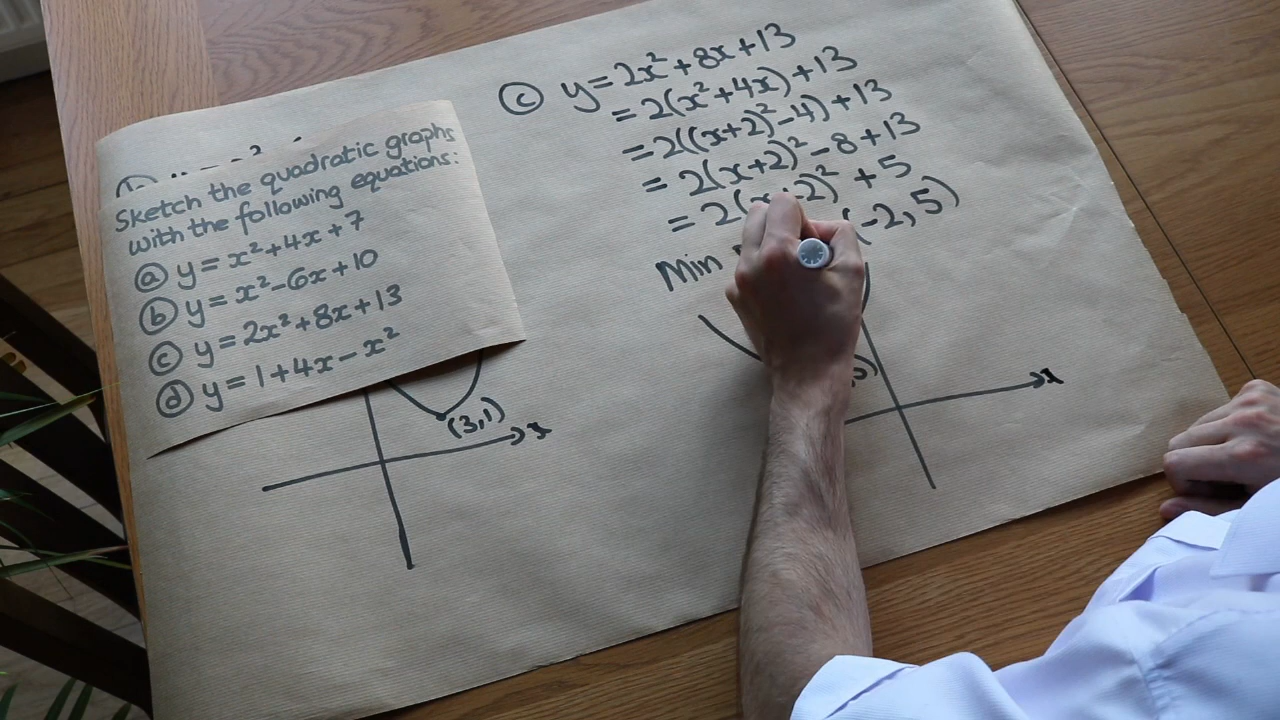 Sketch the quadratic graphs
with the following equations:
ⓐ y = x² + 4x + 7
ⓑ y = x² - 6x + 10
ⓒ y = 2x² + 8x + 13
ⓓ y = 1 + 4x - x²
(3,1)
x
ⓒ y = 2x² + 8x + 13
= 2(x² + 4x) + 13
= 2((x+2)² - 4) + 13
= 2(x+2)² - 8 + 13
= 2(x+2)² + 5
Min (-2,5)
x